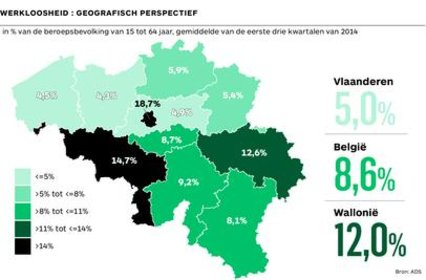 WERKLOOSHEID : GEOGRAFISCH PERSPECTIEF
in % van de beroepsbevolking van 15 tot 64 jaar, gemiddelde van de eerste drie kwartalen van 2014
5,9%
4,5%
4,3%
5,4%
18,7%
4,9%
8,7%
12,6%
14,7%
9,2%
8,1%
Vlaanderen
5,0%
België
8,6%
Wallonië
12,0%
<=5%
>5% tot <=8%
>8% tot <=11%
>11% tot <=14%
>14%
Bron: ADS